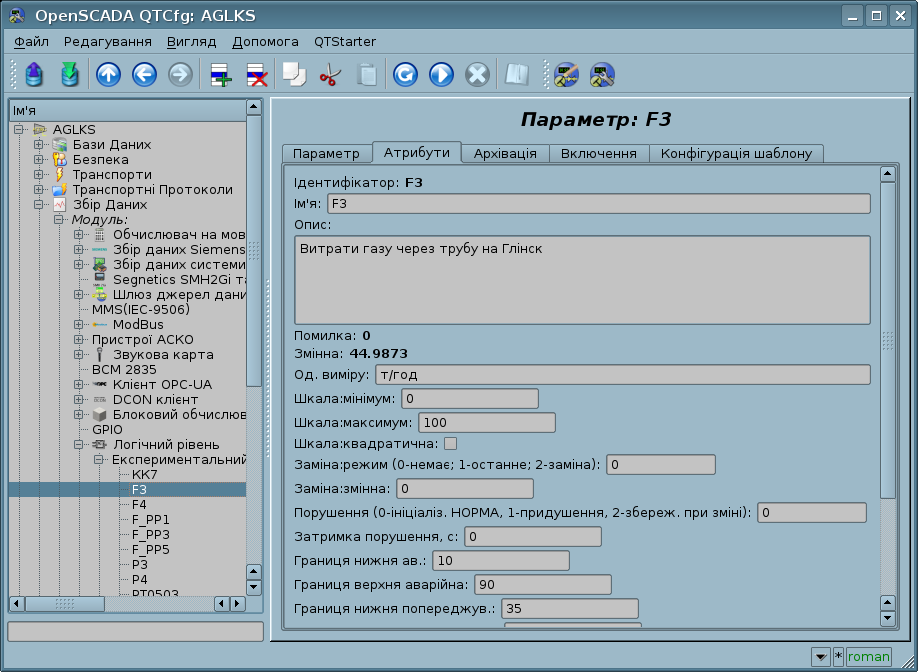 OpenSCADA QTCfg: AGLKS
Файл Редагування Вигляд Допомога QTStarter
Ім'я
AGLKS
Бази Даних
Безпека
Транспорти
Транспортні Протоколи
Збір Даних
Модуль:
Обчислювач на мов
Збір даних Siemens
Збір даних системи
Segnetics SMH2Gi та
Шлюз джерел дани
MMS(IEC-9506)
ModBus
Пристрої АСКО
Звукова карта
BCM 2835
Клієнт OPC-UA
DCON клієнт
Блоковий обчислюв
GPIO
Логічний рівень
Експериментальний
КК7
F3
F4
F_PP1
F_PP3
F_PP5
P3
P4
PT0503
Параметр: F3
Параметр Атрибути Архівація Включення Конфігурація шаблону
Ідентифікатор: F3
Ім'я: F3
Опис:
Витрати газу через трубу на Глінск
Помилка: 0
Змінна: 44.9873
Од. виміру: т/год
Шкала:мінімум: 0
Шкала:максимум: 100
Шкала:квадратична:
Заміна:режим (0-немає; 1-останнє; 2-заміна): 0
Заміна:змінна: 0
Порушення (0-ініціаліз. НОРМА, 1-придушення, 2-збереж. при зміні): 0
Затримка порушення, с: 0
Границя нижня ав.: 10
Границя верхня аварійна: 90
Границя нижня попереджув.: 35
* roman